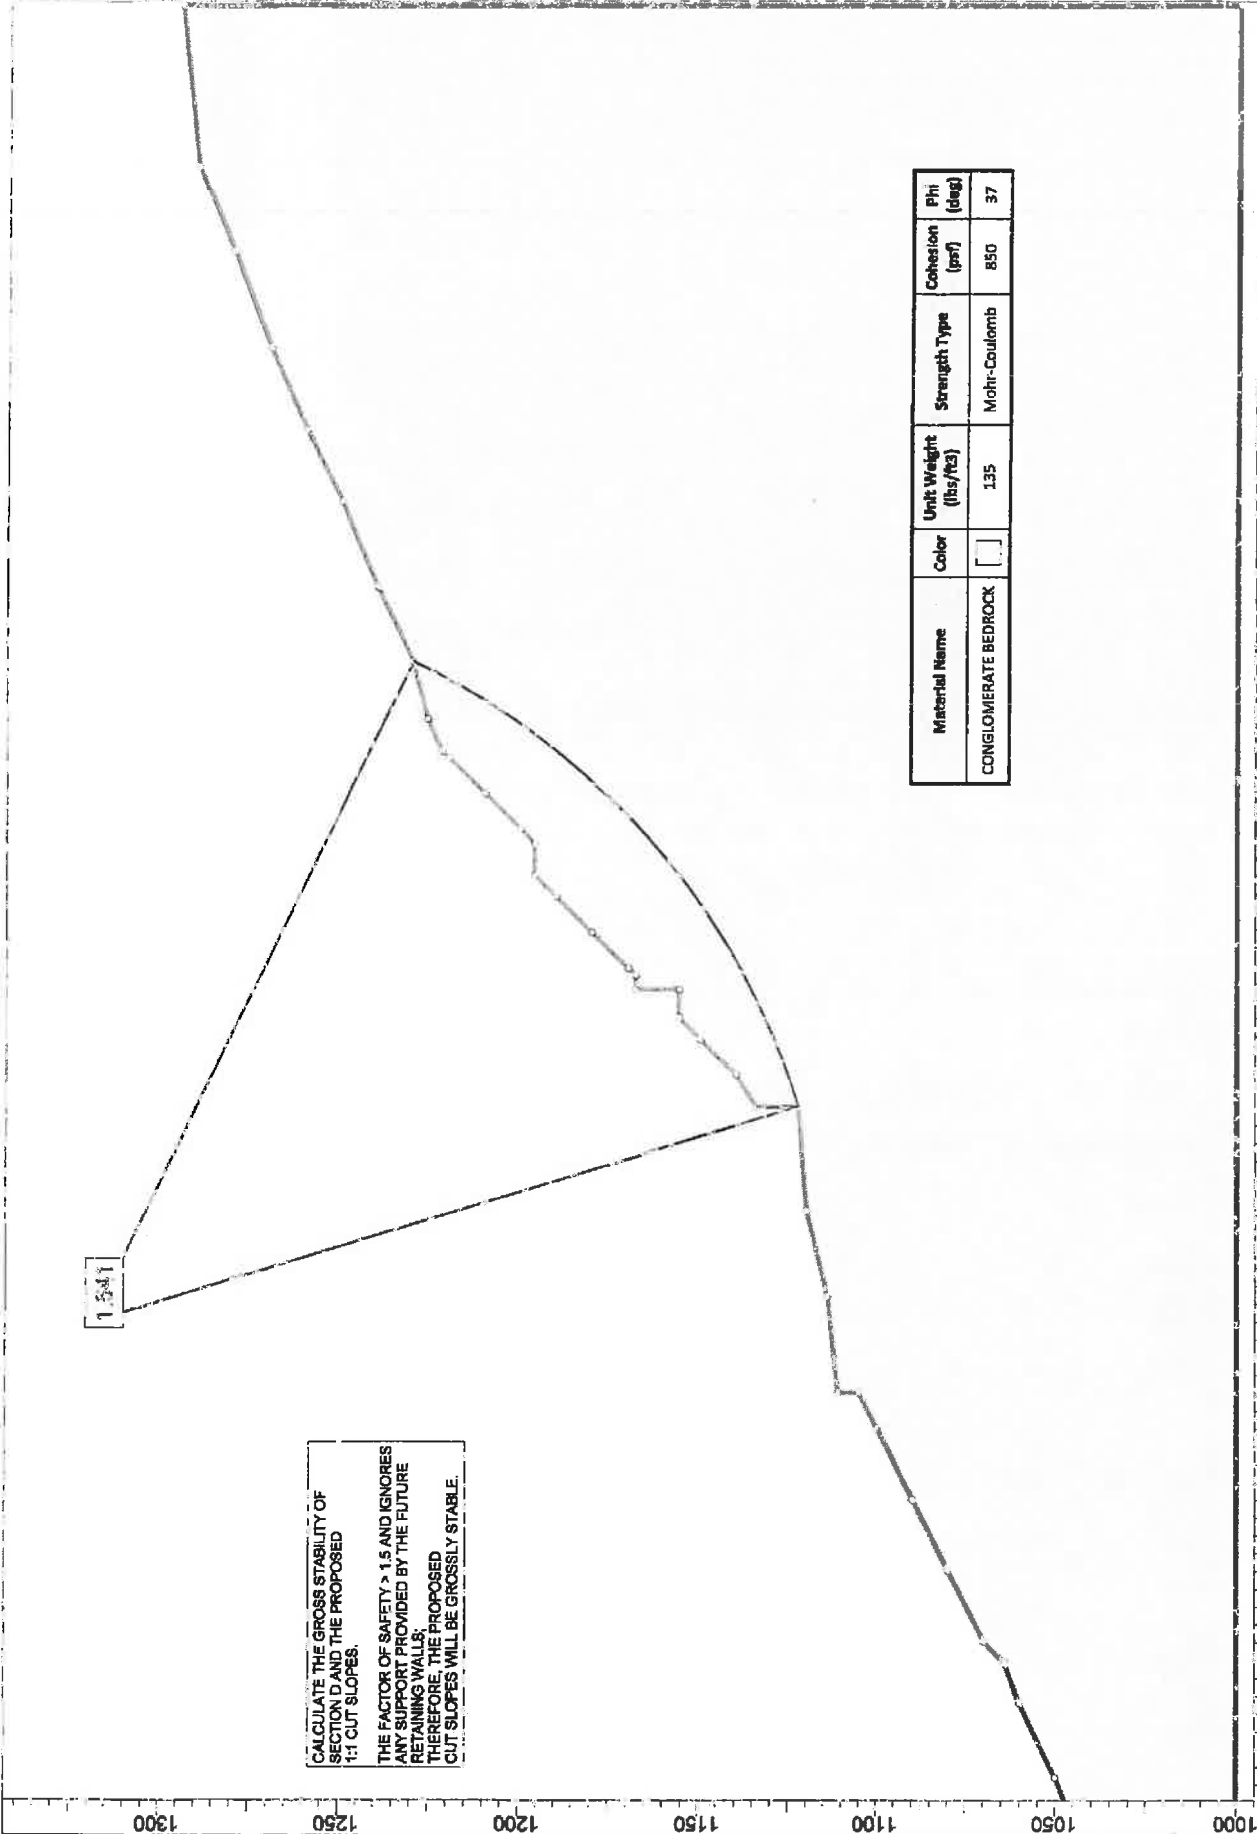 1.541
CALCULATE THE GROSS STABILITY OF
SECTION D AND THE PROPOSED
1:1 CUT SLOPES.
THE FACTOR OF SAFETY > 1.5 AND IGNORES
ANY SUPPORT PROVIDED BY THE FUTURE
RETAINING WALLS;
THEREFORE, THE PROPOSED
CUT SLOPES WILL BE GROSSLY STABLE.
Material Name Color Unit Weight (lbs/ft3) Strength Type Cohesion (psf) Phi (deg)
CONGLOMERATE BEDROCK 135 Mohr-Coulomb 850 37
1300
1250
1200
1150
1100
1050
1000